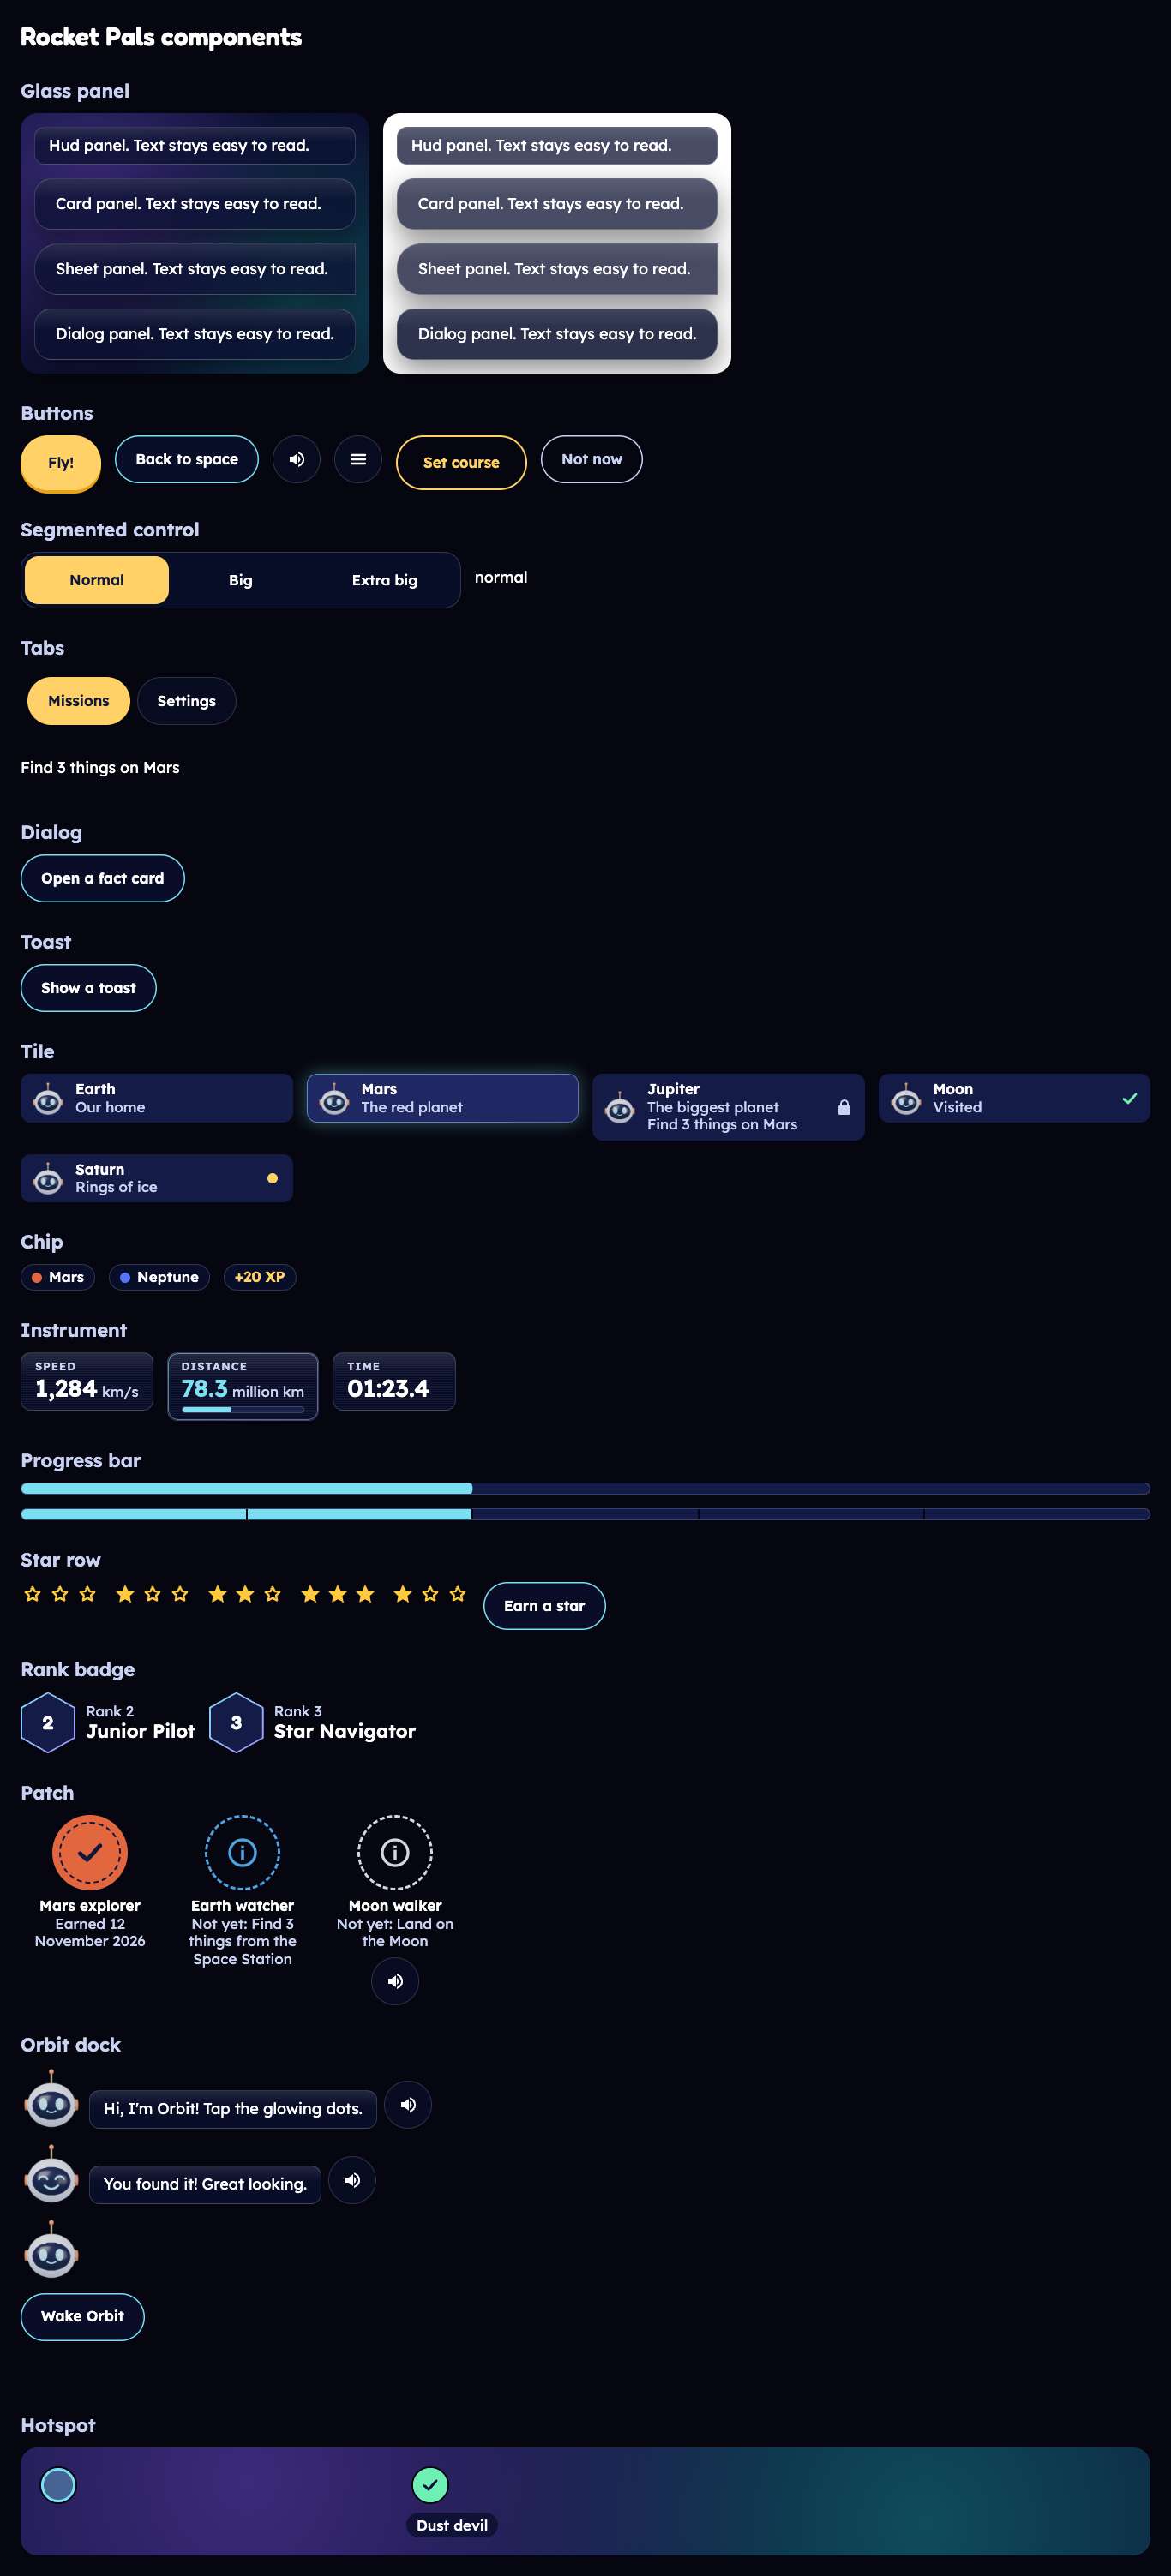 Rocket Pals components
Glass panel
Hud panel. Text stays easy to read.
Card panel. Text stays easy to read.
Sheet panel. Text stays easy to read.
Dialog panel. Text stays easy to read.
Hud panel. Text stays easy to read.
Card panel. Text stays easy to read.
Sheet panel. Text stays easy to read.
Dialog panel. Text stays easy to read.
Buttons
Fly!
Back to space
Set course
Not now
Segmented control
Normal
Big
Extra big
normal
Tabs
Missions
Settings
Find 3 things on Mars
Dialog
Open a fact card
Toast
Show a toast
Tile
Earth
Our home
Mars
The red planet
Jupiter
The biggest planet
Find 3 things on Mars
Moon
Visited
Saturn
Rings of ice
Chip
Mars
Neptune
+20 XP
Instrument
SPEED
1,284 km/s
DISTANCE
78.3 million km
TIME
01:23.4
Progress bar
Star row
Earn a star
Rank badge
2
Rank 2
Junior Pilot
3
Rank 3
Star Navigator
Patch
Mars explorer
Earned 12
November 2026
Earth watcher
Not yet: Find 3
things from the
Space Station
Moon walker
Not yet: Land on
the Moon
Orbit dock
Hi, I'm Orbit! Tap the glowing dots.
You found it! Great looking.
Wake Orbit
Hotspot
Dust devil